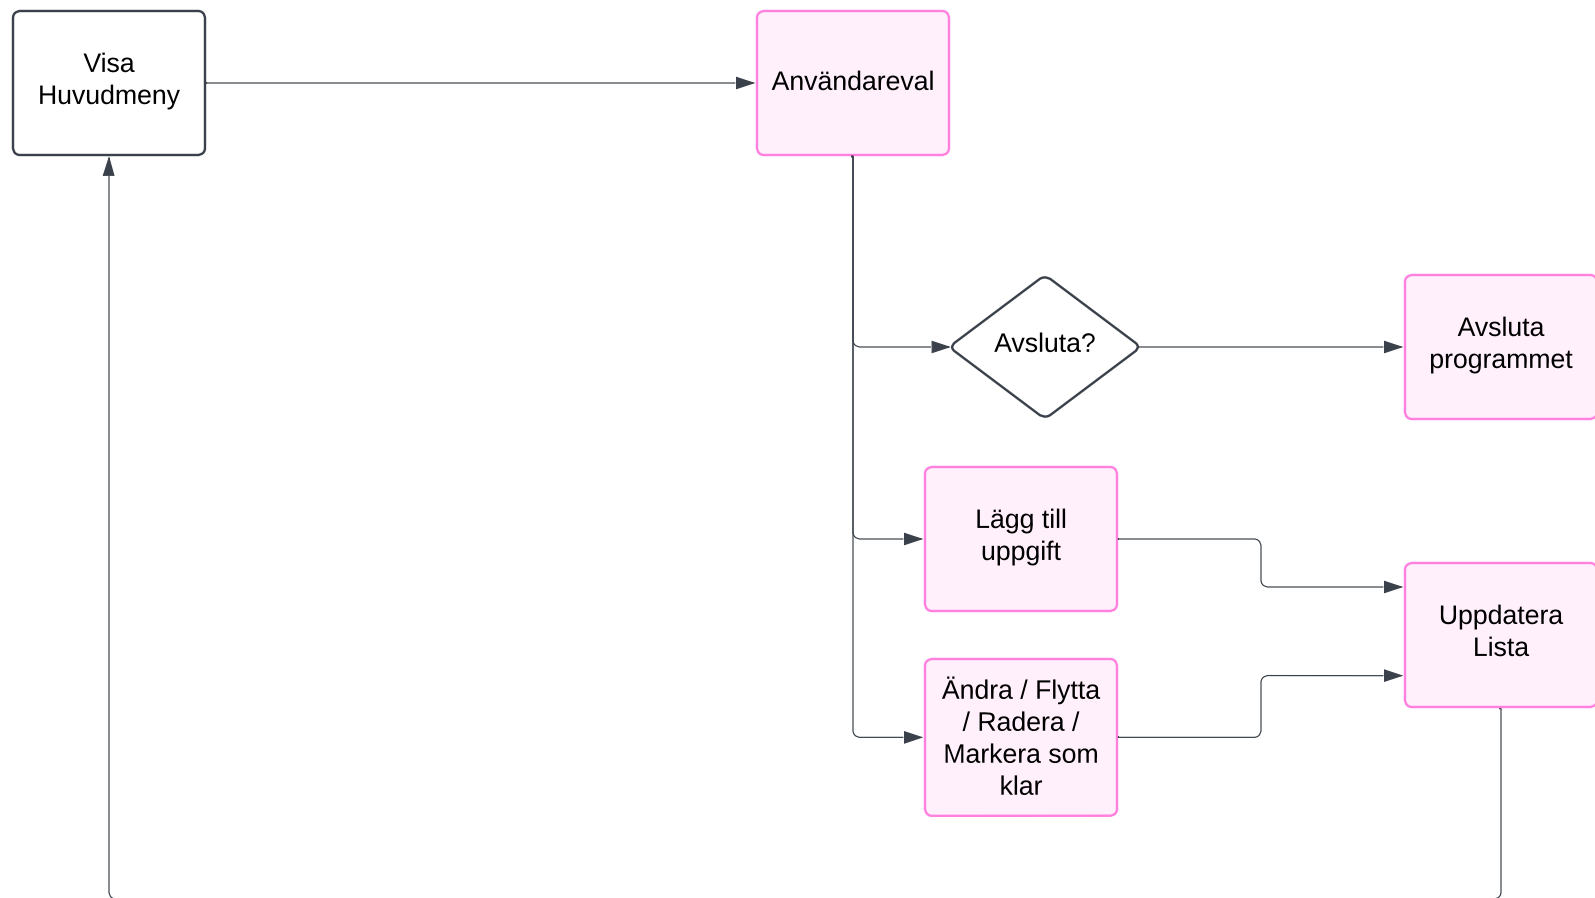 Visa
Huvudmeny
Användareval
Avsluta?
Avsluta
programmet
Lägg till
uppgift
Uppdatera
Lista
Ändra / Flytta
/ Radera /
Markera som
klar